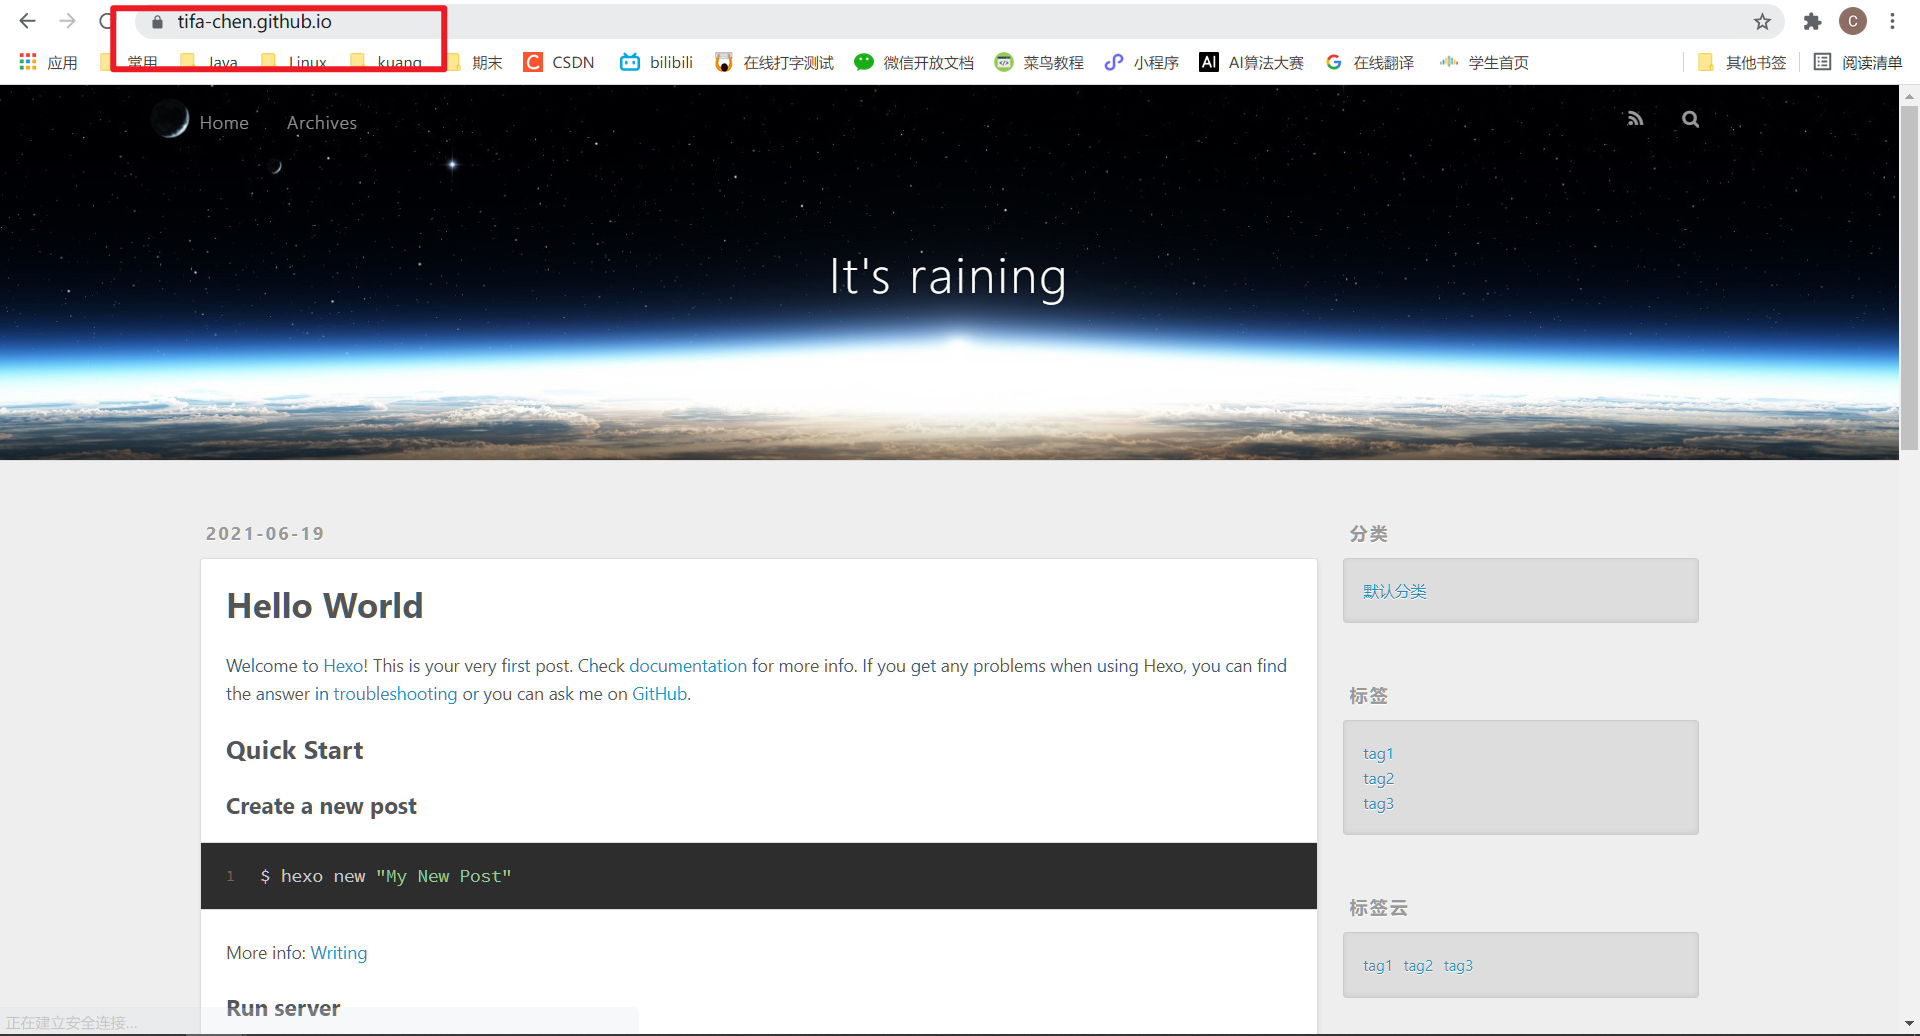 tifa-chen.github.io
C
应用 常用 Java Linux kuang 期末 CSDN bilibili 在线打字测试 微信开放文档 菜鸟教程 小程序 AI AI算法大赛 在线翻译 学生首页 其他书签 阅读清单
Home Archives
It's raining
2021-06-19
Hello World
Welcome to Hexo! This is your very first post. Check documentation for more info. If you get any problems when using Hexo, you can find
the answer in troubleshooting or you can ask me on GitHub.
Quick Start
Create a new post
1 $ hexo new "My New Post"
More info: Writing
Run server
分类
默认分类
标签
tag1
tag2
tag3
标签云
tag1 tag2 tag3
正在建立安全连接...